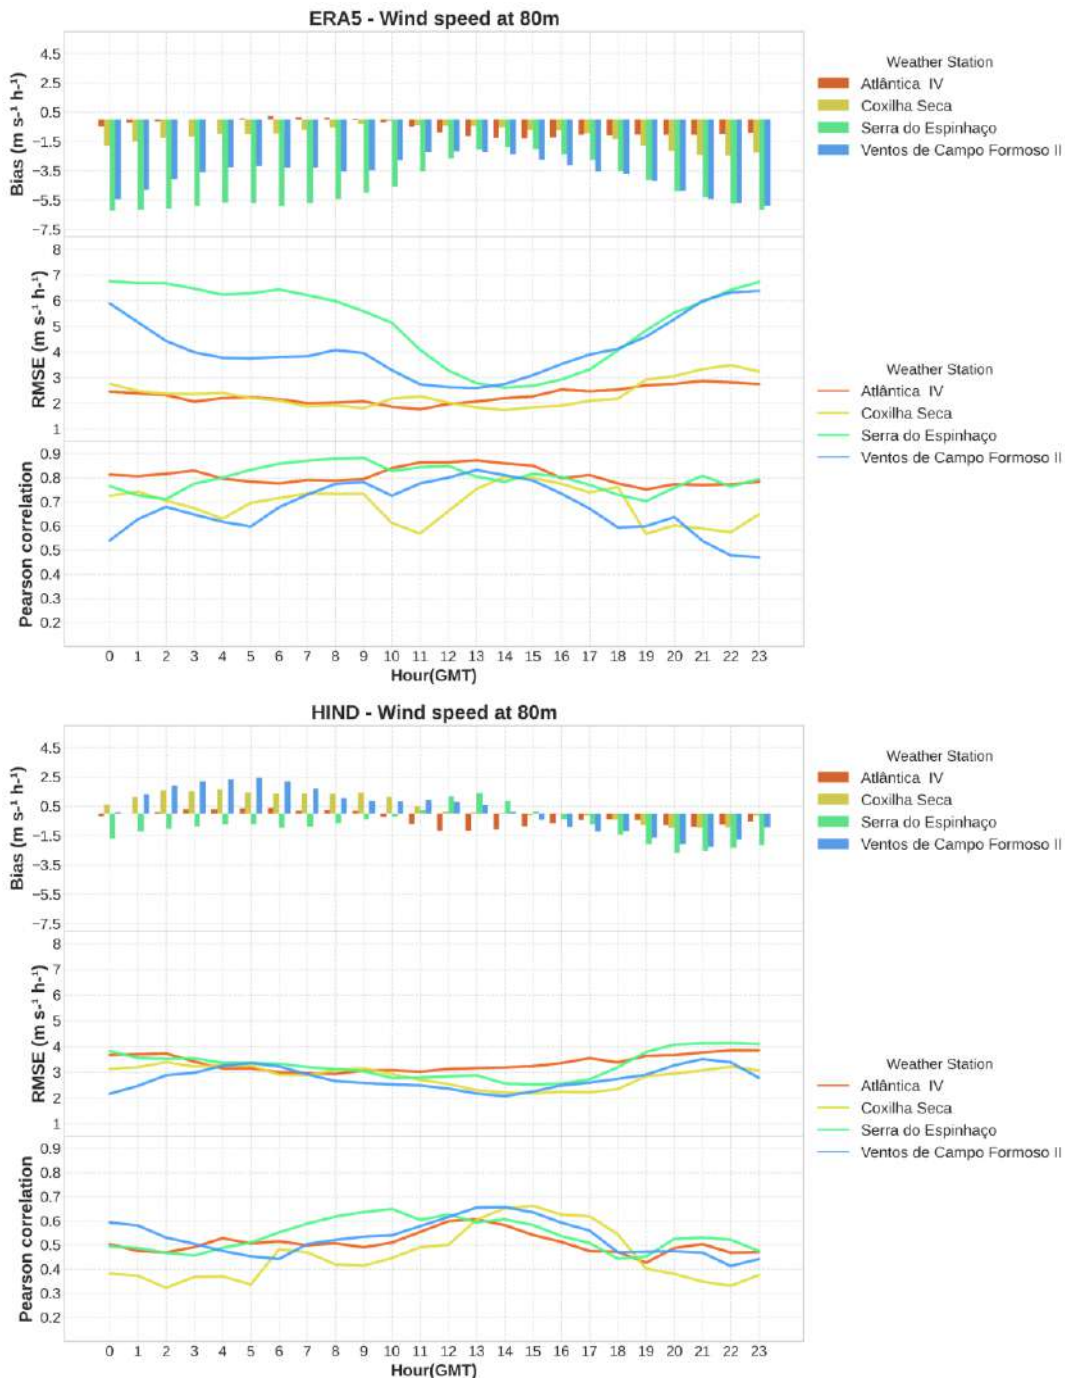 ERA5 - Wind speed at 80m
4.5
2.5
0.5
−1.5
−3.5
−5.5
−7.5
Bias (m s-¹ h-¹)
Weather Station
Atlântica IV
Coxilha Seca
Serra do Espinhaço
Ventos de Campo Formoso II
8
7
6
5
4
3
2
1
RMSE (m s-¹ h-¹)
Weather Station
Atlântica IV
Coxilha Seca
Serra do Espinhaço
Ventos de Campo Formoso II
0.9
0.8
0.7
0.6
0.5
0.4
0.3
0.2
Pearson correlation
0 1 2 3 4 5 6 7 8 9 10 11 12 13 14 15 16 17 18 19 20 21 22 23
Hour(GMT)
HIND - Wind speed at 80m
4.5
2.5
0.5
−1.5
−3.5
−5.5
−7.5
Bias (m s-¹ h-¹)
Weather Station
Atlântica IV
Coxilha Seca
Serra do Espinhaço
Ventos de Campo Formoso II
8
7
6
5
4
3
2
1
RMSE (m s-¹ h-¹)
Weather Station
Atlântica IV
Coxilha Seca
Serra do Espinhaço
Ventos de Campo Formoso II
0.9
0.8
0.7
0.6
0.5
0.4
0.3
0.2
Pearson correlation
0 1 2 3 4 5 6 7 8 9 10 11 12 13 14 15 16 17 18 19 20 21 22 23
Hour(GMT)